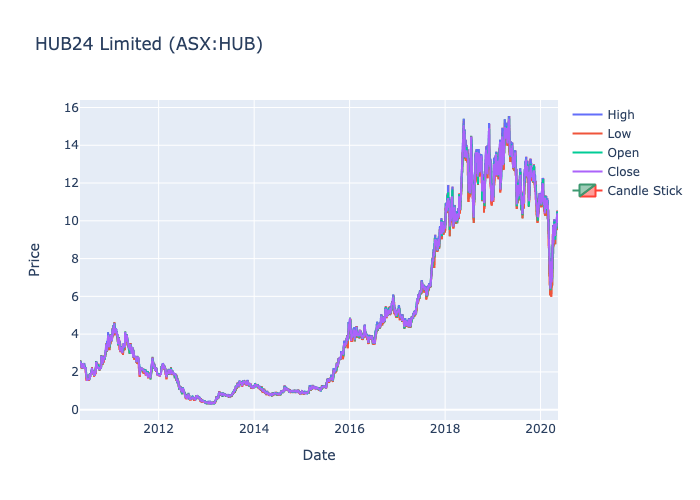 HUB24 Limited (ASX:HUB)
16
14
12
10
8
6
4
2
0
Price
2012
2014
2016
2018
2020
Date
High
Low
Open
Close
Candle Stick